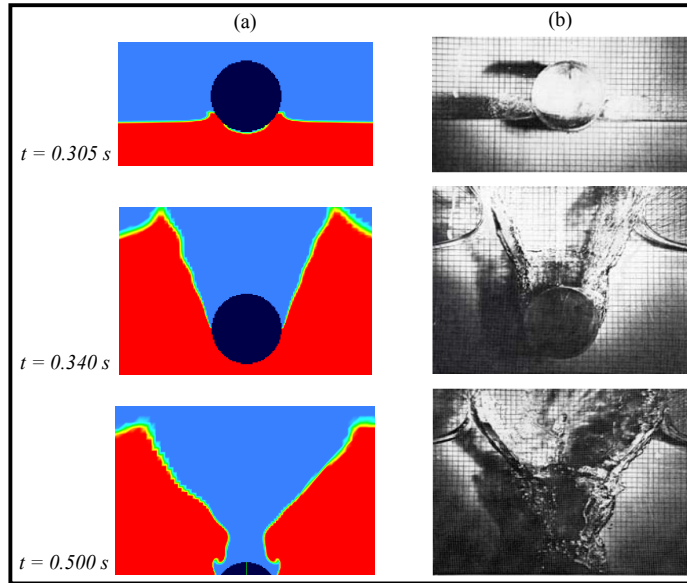 (a) (b)
t = 0.305 s
t = 0.340 s
t = 0.500 s